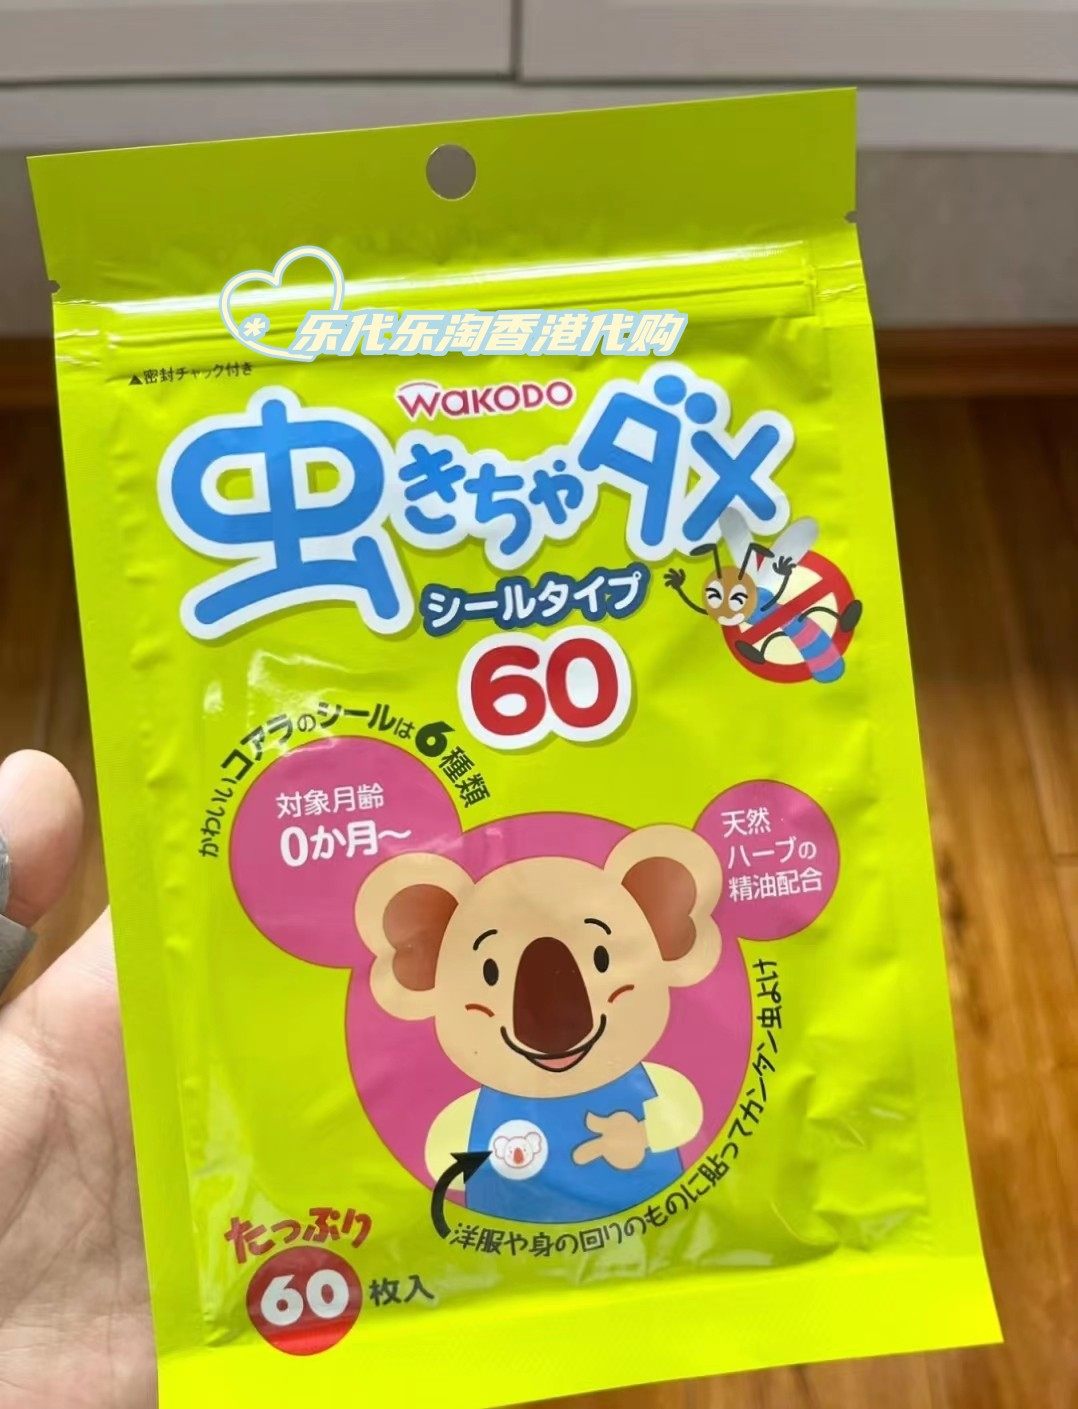 * 乐代乐淘香港代购
▲密封チャック付き
WAKODO
虫きちゃダメ
シールタイプ
60
かわいいコアラのシールは6種類
対象月齢
0か月～
天然
ハーブの
精油配合
洋服や身の回りのものに貼ってカンタン虫よけ
たっぷり
60枚入